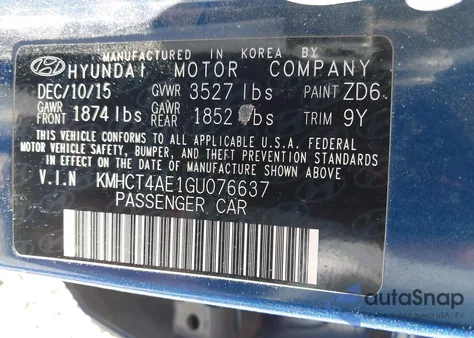 MANUFACTURED IN KOREA BY
HYUNDAI MOTOR COMPANY
DEC/10/15 GVWR 3527 lbs PAINT ZD6
GAWR FRONT 1874 lbs GAWR REAR 1852 lbs TRIM 9Y
THIS VEHICLE CONFORMS TO ALL APPLICABLE U.S.A. FEDERAL
MOTOR VEHICLE SAFETY, BUMPER, AND THEFT PREVENTION STANDARDS
IN EFFECT ON THE DATE OF MANUFACTURE SHOWN ABOVE.
V.I.N KMHCT4AE1GU076637
PASSENGER CAR
autoSnap